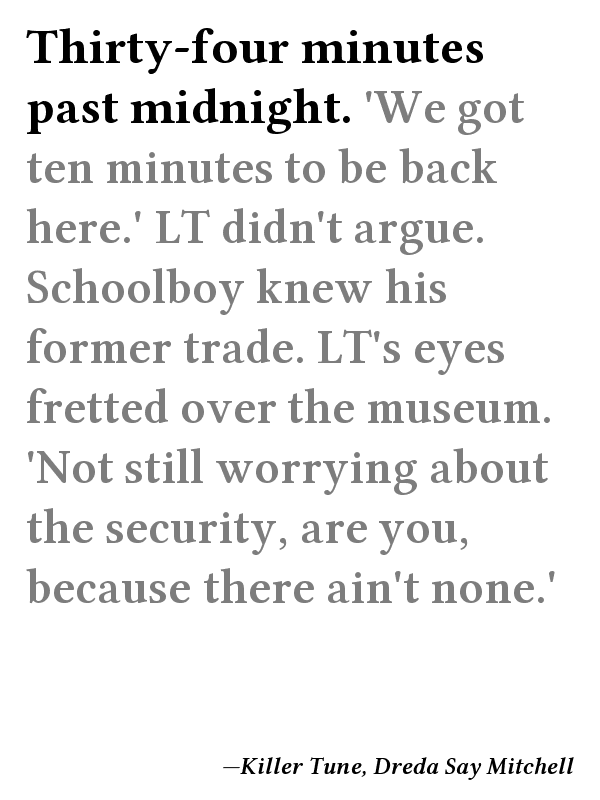 Thirty-four minutes
past midnight. 'We got
ten minutes to be back
here.' LT didn't argue.
Schoolboy knew his
former trade. LT's eyes
fretted over the museum.
'Not still worrying about
the security, are you,
because there ain't none.'
—Killer Tune, Dreda Say Mitchell